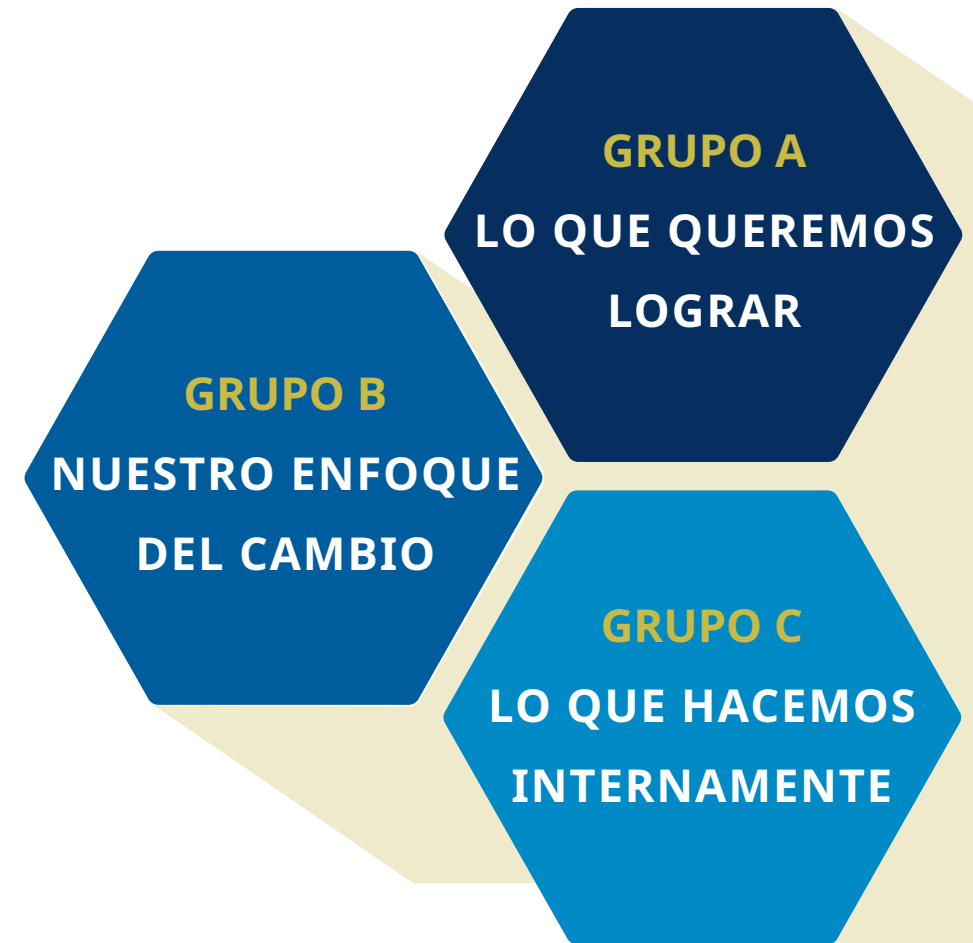 GRUPO A
LO QUE QUEREMOS
LOGRAR
GRUPO B
NUESTRO ENFOQUE
DEL CAMBIO
GRUPO C
LO QUE HACEMOS
INTERNAMENTE